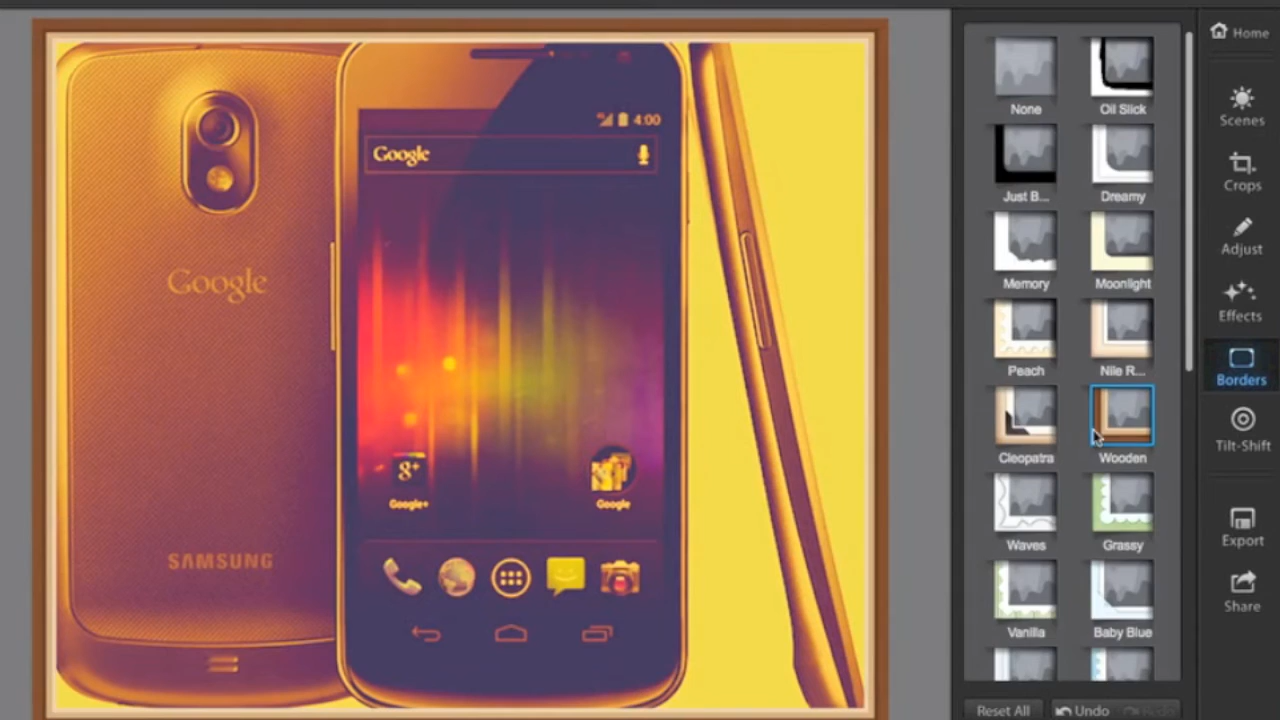 Home
None
Oil Slick
Scenes
4:00
Google
Just B...
Dreamy
Crops
Adjust
Google
Memory
Moonlight
Effects
Peach
Nile R...
Borders
Cleopatra
Wooden
Tilt-Shift
g+
Google+
Google
Waves
Grassy
Export
SAMSUNG
Share
Vanilla
Baby Blue
Reset All
Undo
Redo